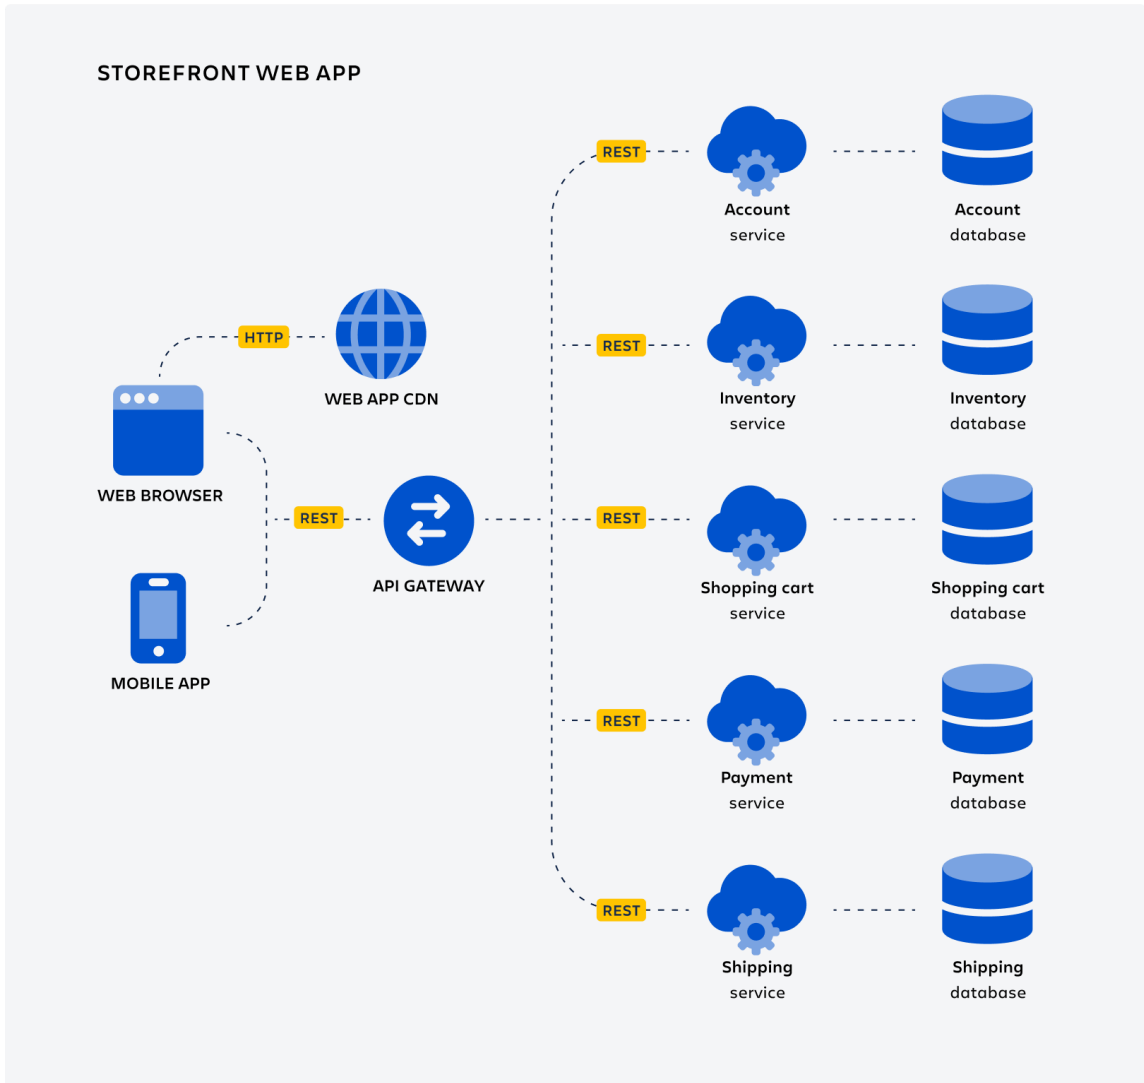 STOREFRONT WEB APP
HTTP
WEB APP CDN
WEB BROWSER
REST
API GATEWAY
MOBILE APP
REST
Account
service
Account
database
REST
Inventory
service
Inventory
database
REST
Shopping cart
service
Shopping cart
database
REST
Payment
service
Payment
database
REST
Shipping
service
Shipping
database